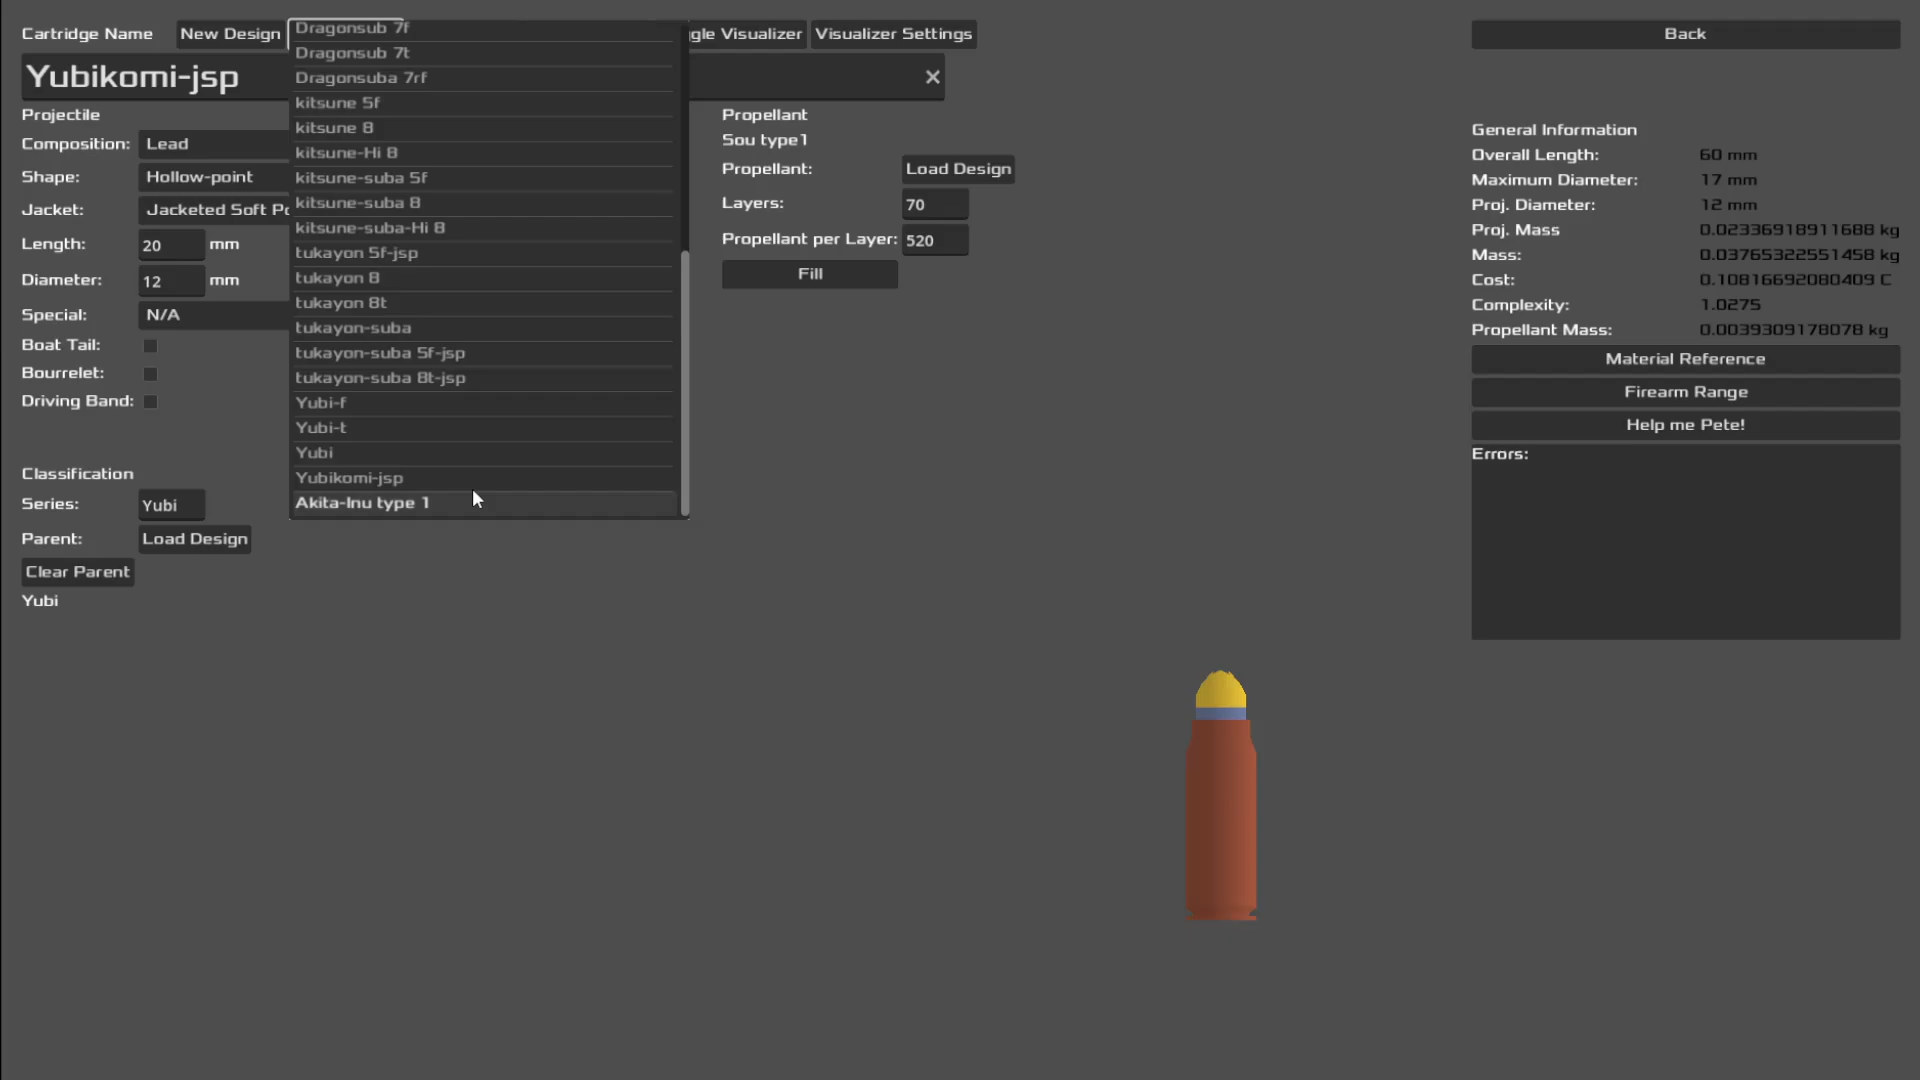 Cartridge Name New Design gle Visualizer Visualizer Settings Back
Yubikomi-jsp ×
Projectile
Composition: Lead
Shape: Hollow-point
Jacket: Jacketed Soft Po
Length: 20 mm
Diameter: 12 mm
Special: N/A
Boat Tail:
Bourrelet:
Driving Band:
Classification
Series: Yubi
Parent: Load Design
Clear Parent
Yubi
Dragonsub 7f
Dragonsub 7t
Dragonsuba 7rf
kitsune 5f
kitsune 8
kitsune-Hi 8
kitsune-suba 5f
kitsune-suba 8
kitsune-suba-Hi 8
tukayon 5f-jsp
tukayon 8
tukayon 8t
tukayon-suba
tukayon-suba 5f-jsp
tukayon-suba 8t-jsp
Yubi-f
Yubi-t
Yubi
Yubikomi-jsp
Akita-Inu type 1
Propellant
Sou type1
Propellant: Load Design
Layers: 70
Propellant per Layer: 520
Fill
General Information
Overall Length: 60 mm
Maximum Diameter: 17 mm
Proj. Diameter: 12 mm
Proj. Mass 0.02336918911688 kg
Mass: 0.03765322551458 kg
Cost: 0.10816692080409 C
Complexity: 1.0275
Propellant Mass: 0.0039309178078 kg
Material Reference
Firearm Range
Help me Pete!
Errors: